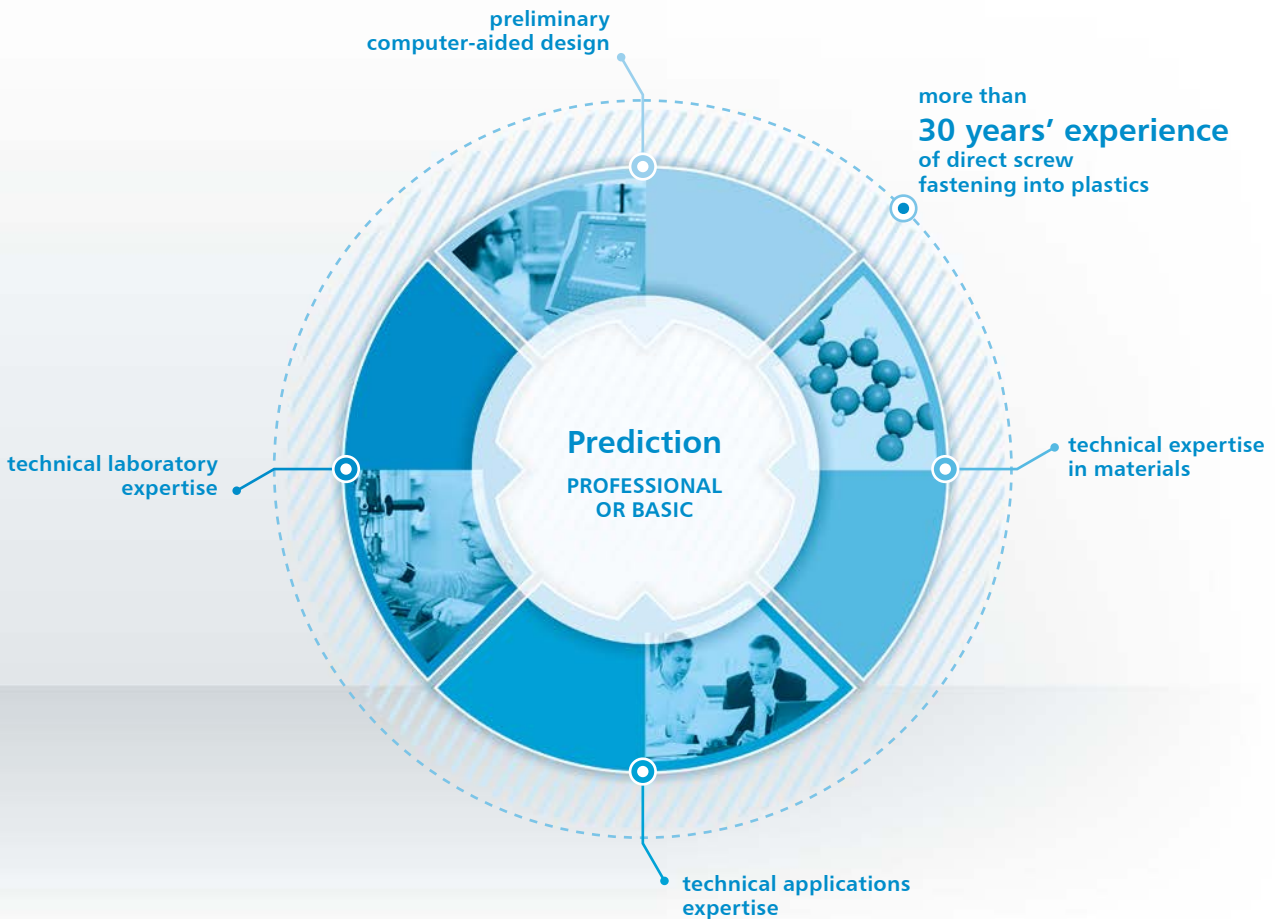 preliminary
computer-aided design
more than
30 years’ experience
of direct screw
fastening into plastics
Prediction
PROFESSIONAL
OR BASIC
technical expertise
in materials
technical laboratory
expertise
technical applications
expertise